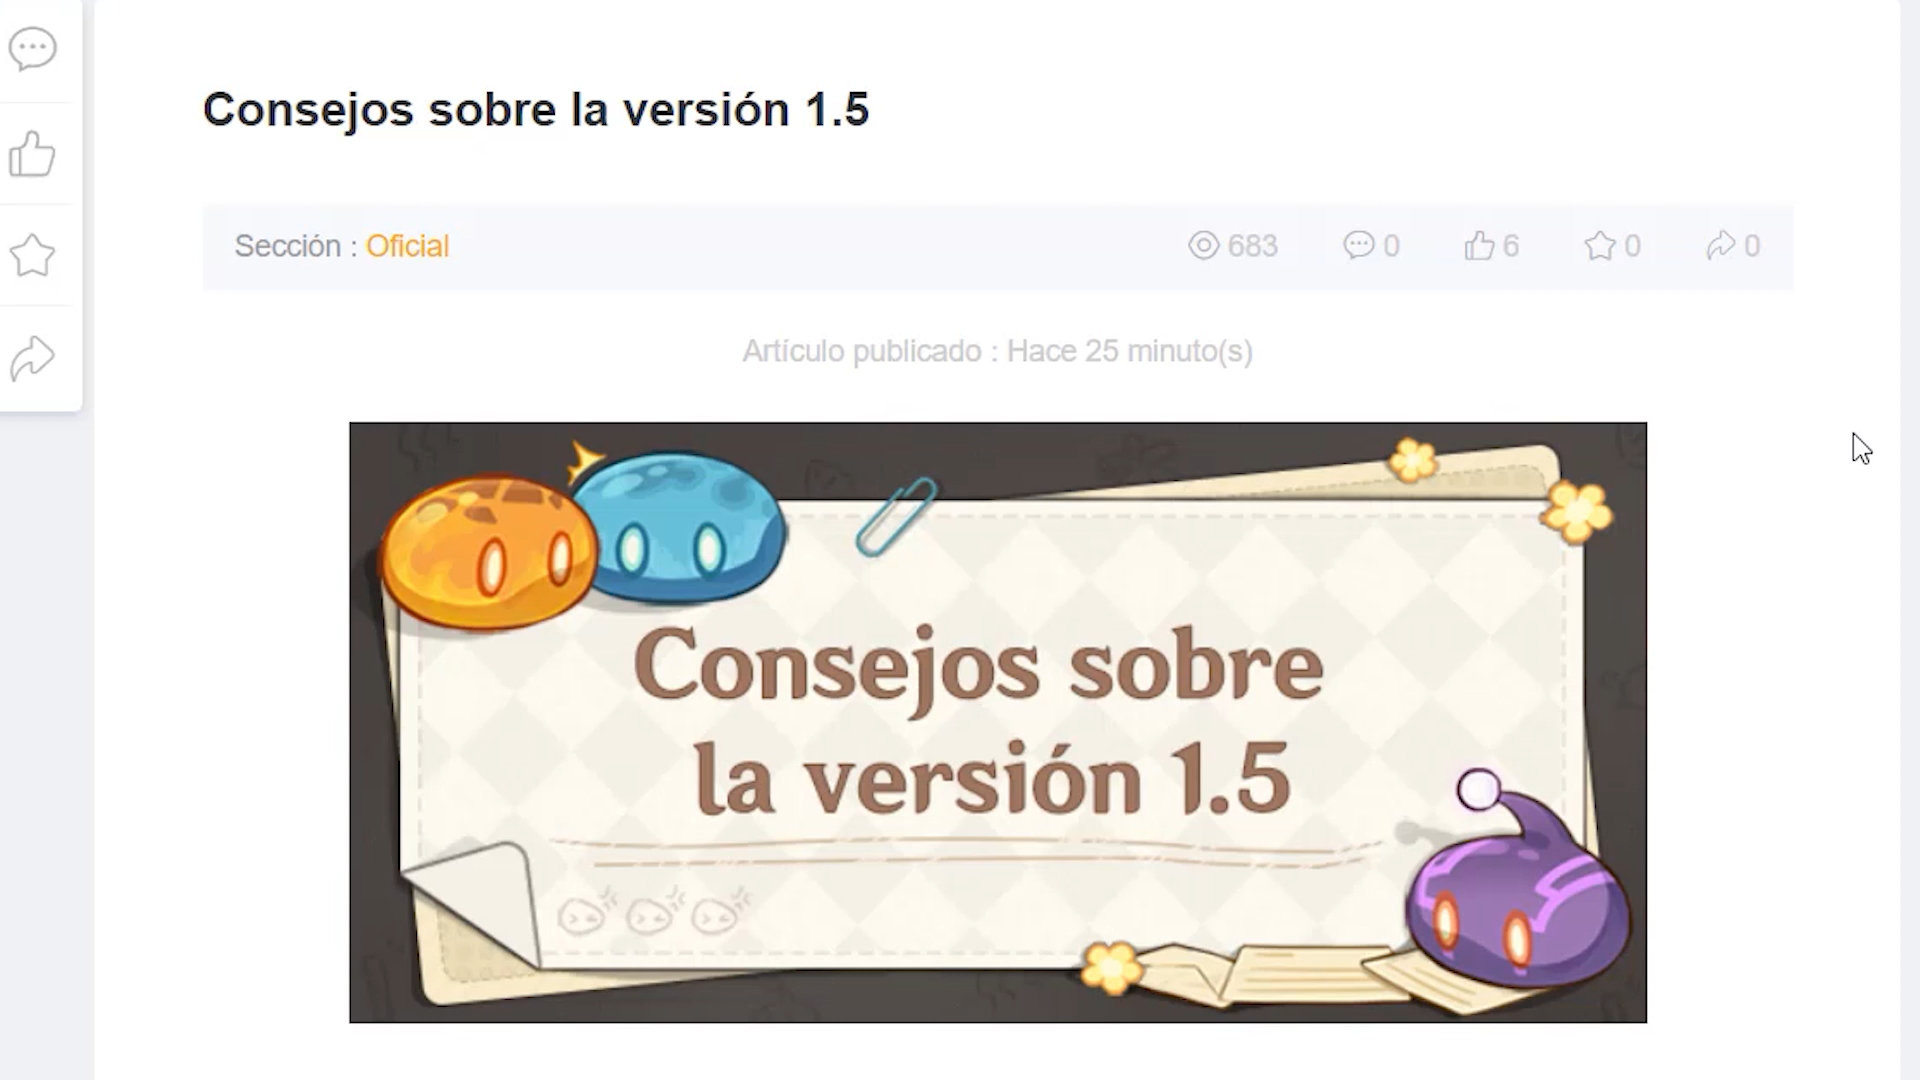 Consejos sobre la versión 1.5
Sección : Oficial
683
0
6
0
0
Artículo publicado : Hace 25 minuto(s)
Consejos sobre
la versión 1.5